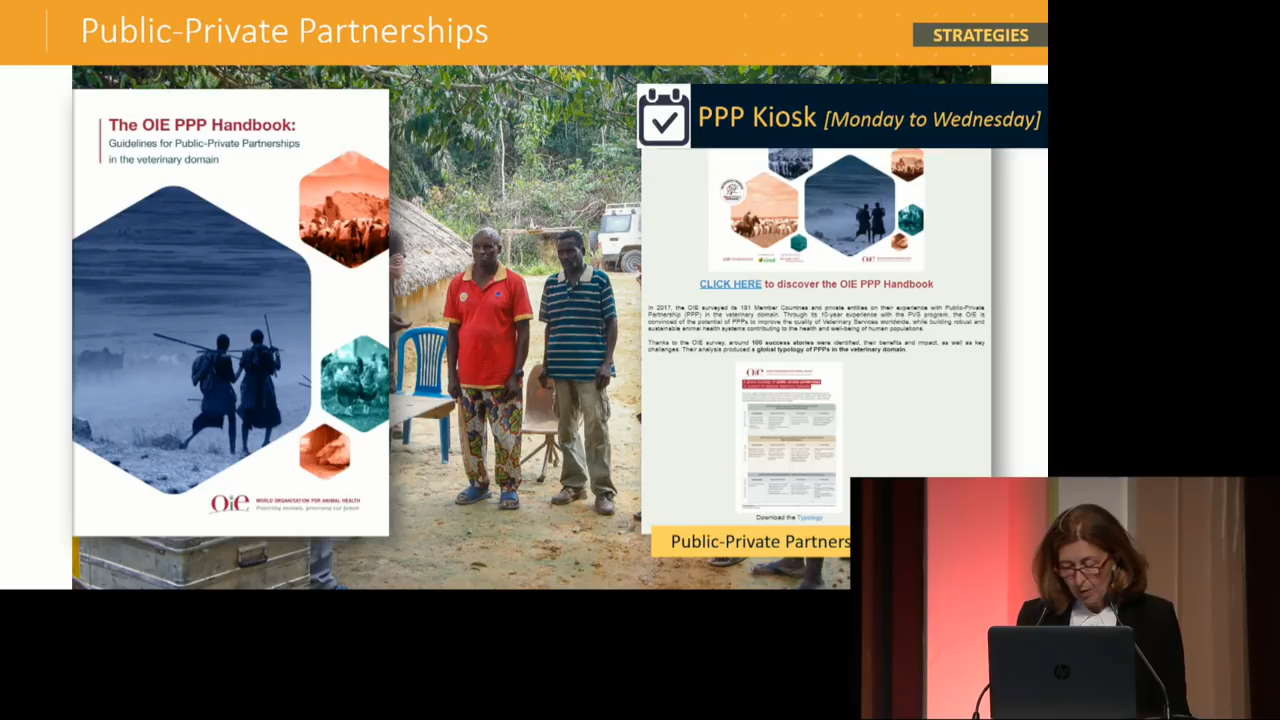 Public-Private Partnerships
STRATEGIES
The OIE PPP Handbook:
Guidelines for Public-Private Partnerships
in the veterinary domain
OiE
WORLD ORGANISATION FOR ANIMAL HEALTH
Protecting animals, preserving our future
PPP Kiosk [Monday to Wednesday]
OiE
CLICK HERE to discover the OIE PPP Handbook
In 2017, the OIE surveyed its 181 Member Countries and private entities on their experience with Public-Private
Partnership (PPP) in the veterinary domain. Through its 10-year experience with the PVS program, the OIE is
convinced of the potential of PPPs to improve the quality of Veterinary Services worldwide, while building robust and
sustainable animal health systems contributing to the health and well-being of human populations.
Thanks to the OIE survey, around 100 success stories were identified, their benefits and impact, as well as key
challenges. Their analysis produced a global typology of PPPs in the veterinary domain.
OiE
Download the Typology
Public-Private Partners
hp